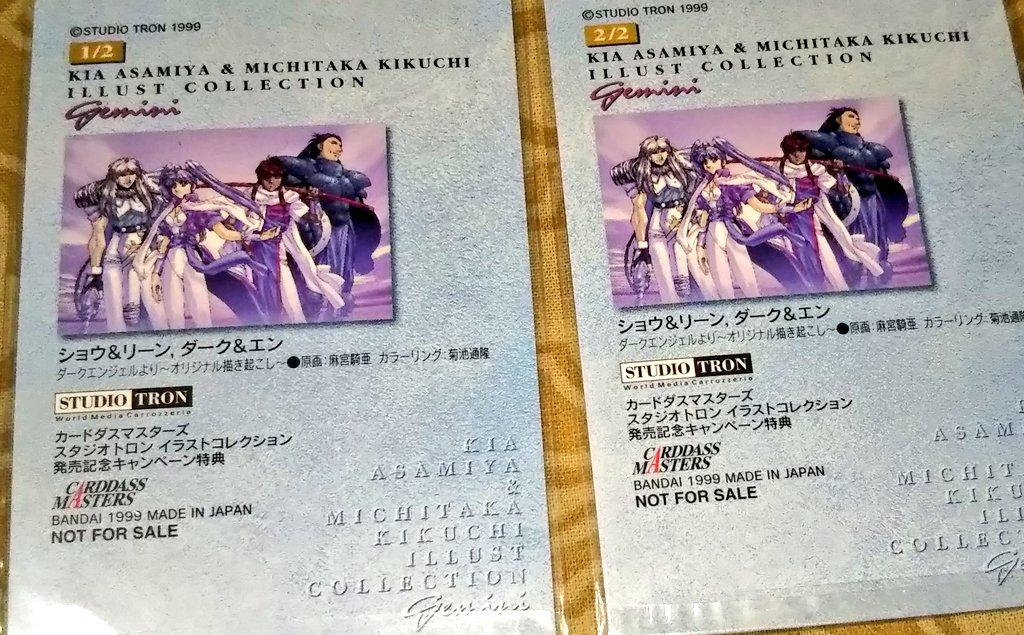 ©STUDIO TRON 1999
1/2
KIA ASAMIYA & MICHITAKA KIKUCHI
ILLUST COLLECTION
Gemini
ショウ&リーン, ダーク&エン
ダークエンジェルより〜オリジナル描き起こし〜●原画:麻宮騎亜 カラーリング:菊池通隆
STUDIO TRON
World Media Carrozzeria
カードダスマスターズ
スタジオトロン イラストコレクション
発売記念キャンペーン特典
CARDDASS
MASTERS
BANDAI 1999 MADE IN JAPAN
NOT FOR SALE
KIA
ASAMIYA
&
MICHITAKA
KIKUCHI
ILLUST
COLLECTION
Gemini
©STUDIO TRON 1999
2/2
KIA ASAMIYA & MICHITAKA KIKUCHI
ILLUST COLLECTION
Gemini
ショウ&リーン, ダーク&エン
ダークエンジェルより〜オリジナル描き起こし〜●原画:麻宮騎亜 カラーリング:菊池通隆
STUDIO TRON
World Media Carrozzeria
カードダスマスターズ
スタジオトロン イラストコレクション
発売記念キャンペーン特典
CARDDASS
MASTERS
BANDAI 1999 MADE IN JAPAN
NOT FOR SALE
ASAM
MICHIT
KIKU
ILL
COLLECT